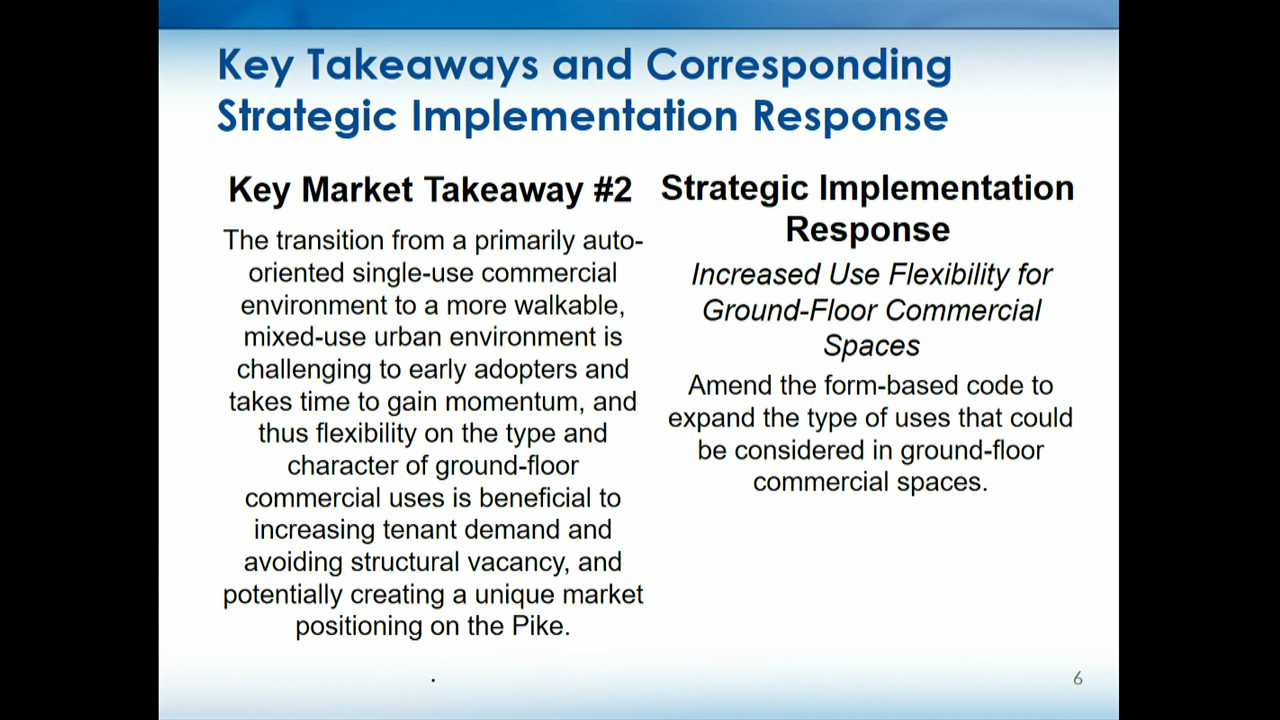 Key Takeaways and Corresponding
Strategic Implementation Response
Key Market Takeaway #2
The transition from a primarily auto-
oriented single-use commercial
environment to a more walkable,
mixed-use urban environment is
challenging to early adopters and
takes time to gain momentum, and
thus flexibility on the type and
character of ground-floor
commercial uses is beneficial to
increasing tenant demand and
avoiding structural vacancy, and
potentially creating a unique market
positioning on the Pike.
.
Strategic Implementation
Response
Increased Use Flexibility for
Ground-Floor Commercial
Spaces
Amend the form-based code to
expand the type of uses that could
be considered in ground-floor
commercial spaces.
6